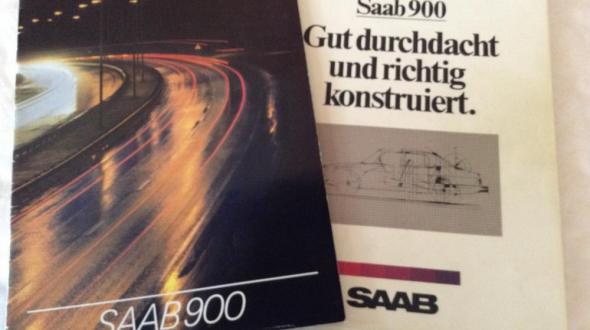 Saab 900
Gut durchdacht
und richtig
konstruiert.
SAAB
SAAB 900